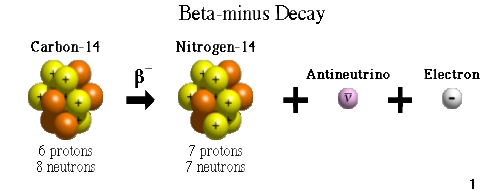 Beta-minus Decay
Carbon-14
Nitrogen-14
Antineutrino
Electron
β⁻
+ + + +
+ + + +
ν
-
6 protons
8 neutrons
7 protons
7 neutrons
1